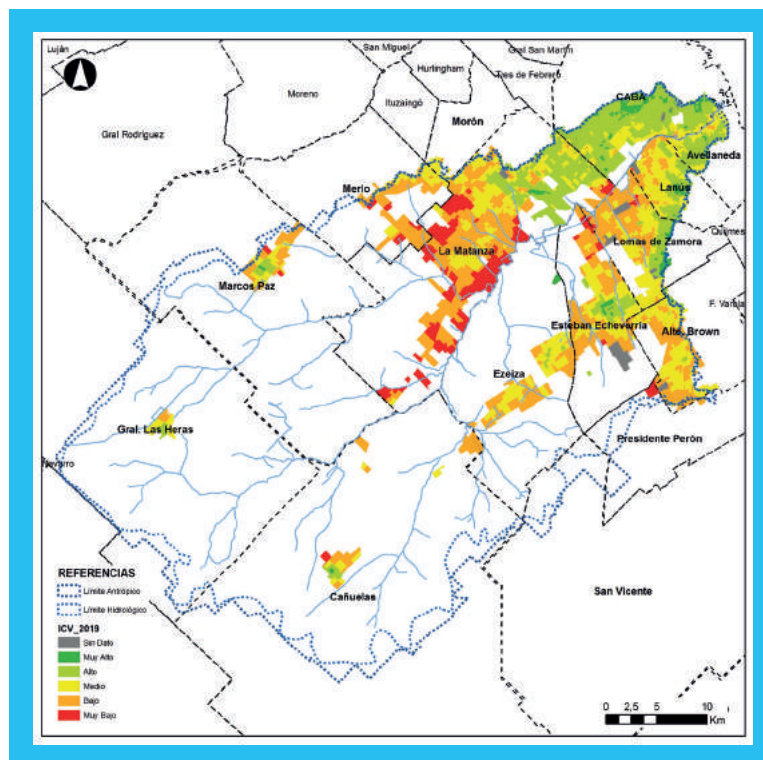 Luján
San Miguel
Gral San Martín
Hurlingham
Tres de Febrero
Moreno
Ituzaingó
CABA
Morón
Gral Rodriguez
Avellaneda
Merlo
Lanús
Quilmes
Lomas de Zamora
La Matanza
Marcos Paz
F. Varela
Esteban Echeverría
Alte. Brown
Ezeiza
Gral. Las Heras
Presidente Perón
Navarro
REFERENCIAS
Límite Antrópico
Límite Hidrológico
San Vicente
Cañuelas
ICV_2019
Sin Dato
Muy Alto
Alto
Medio
Bajo
Muy Bajo
0 2,5 5 10
Km